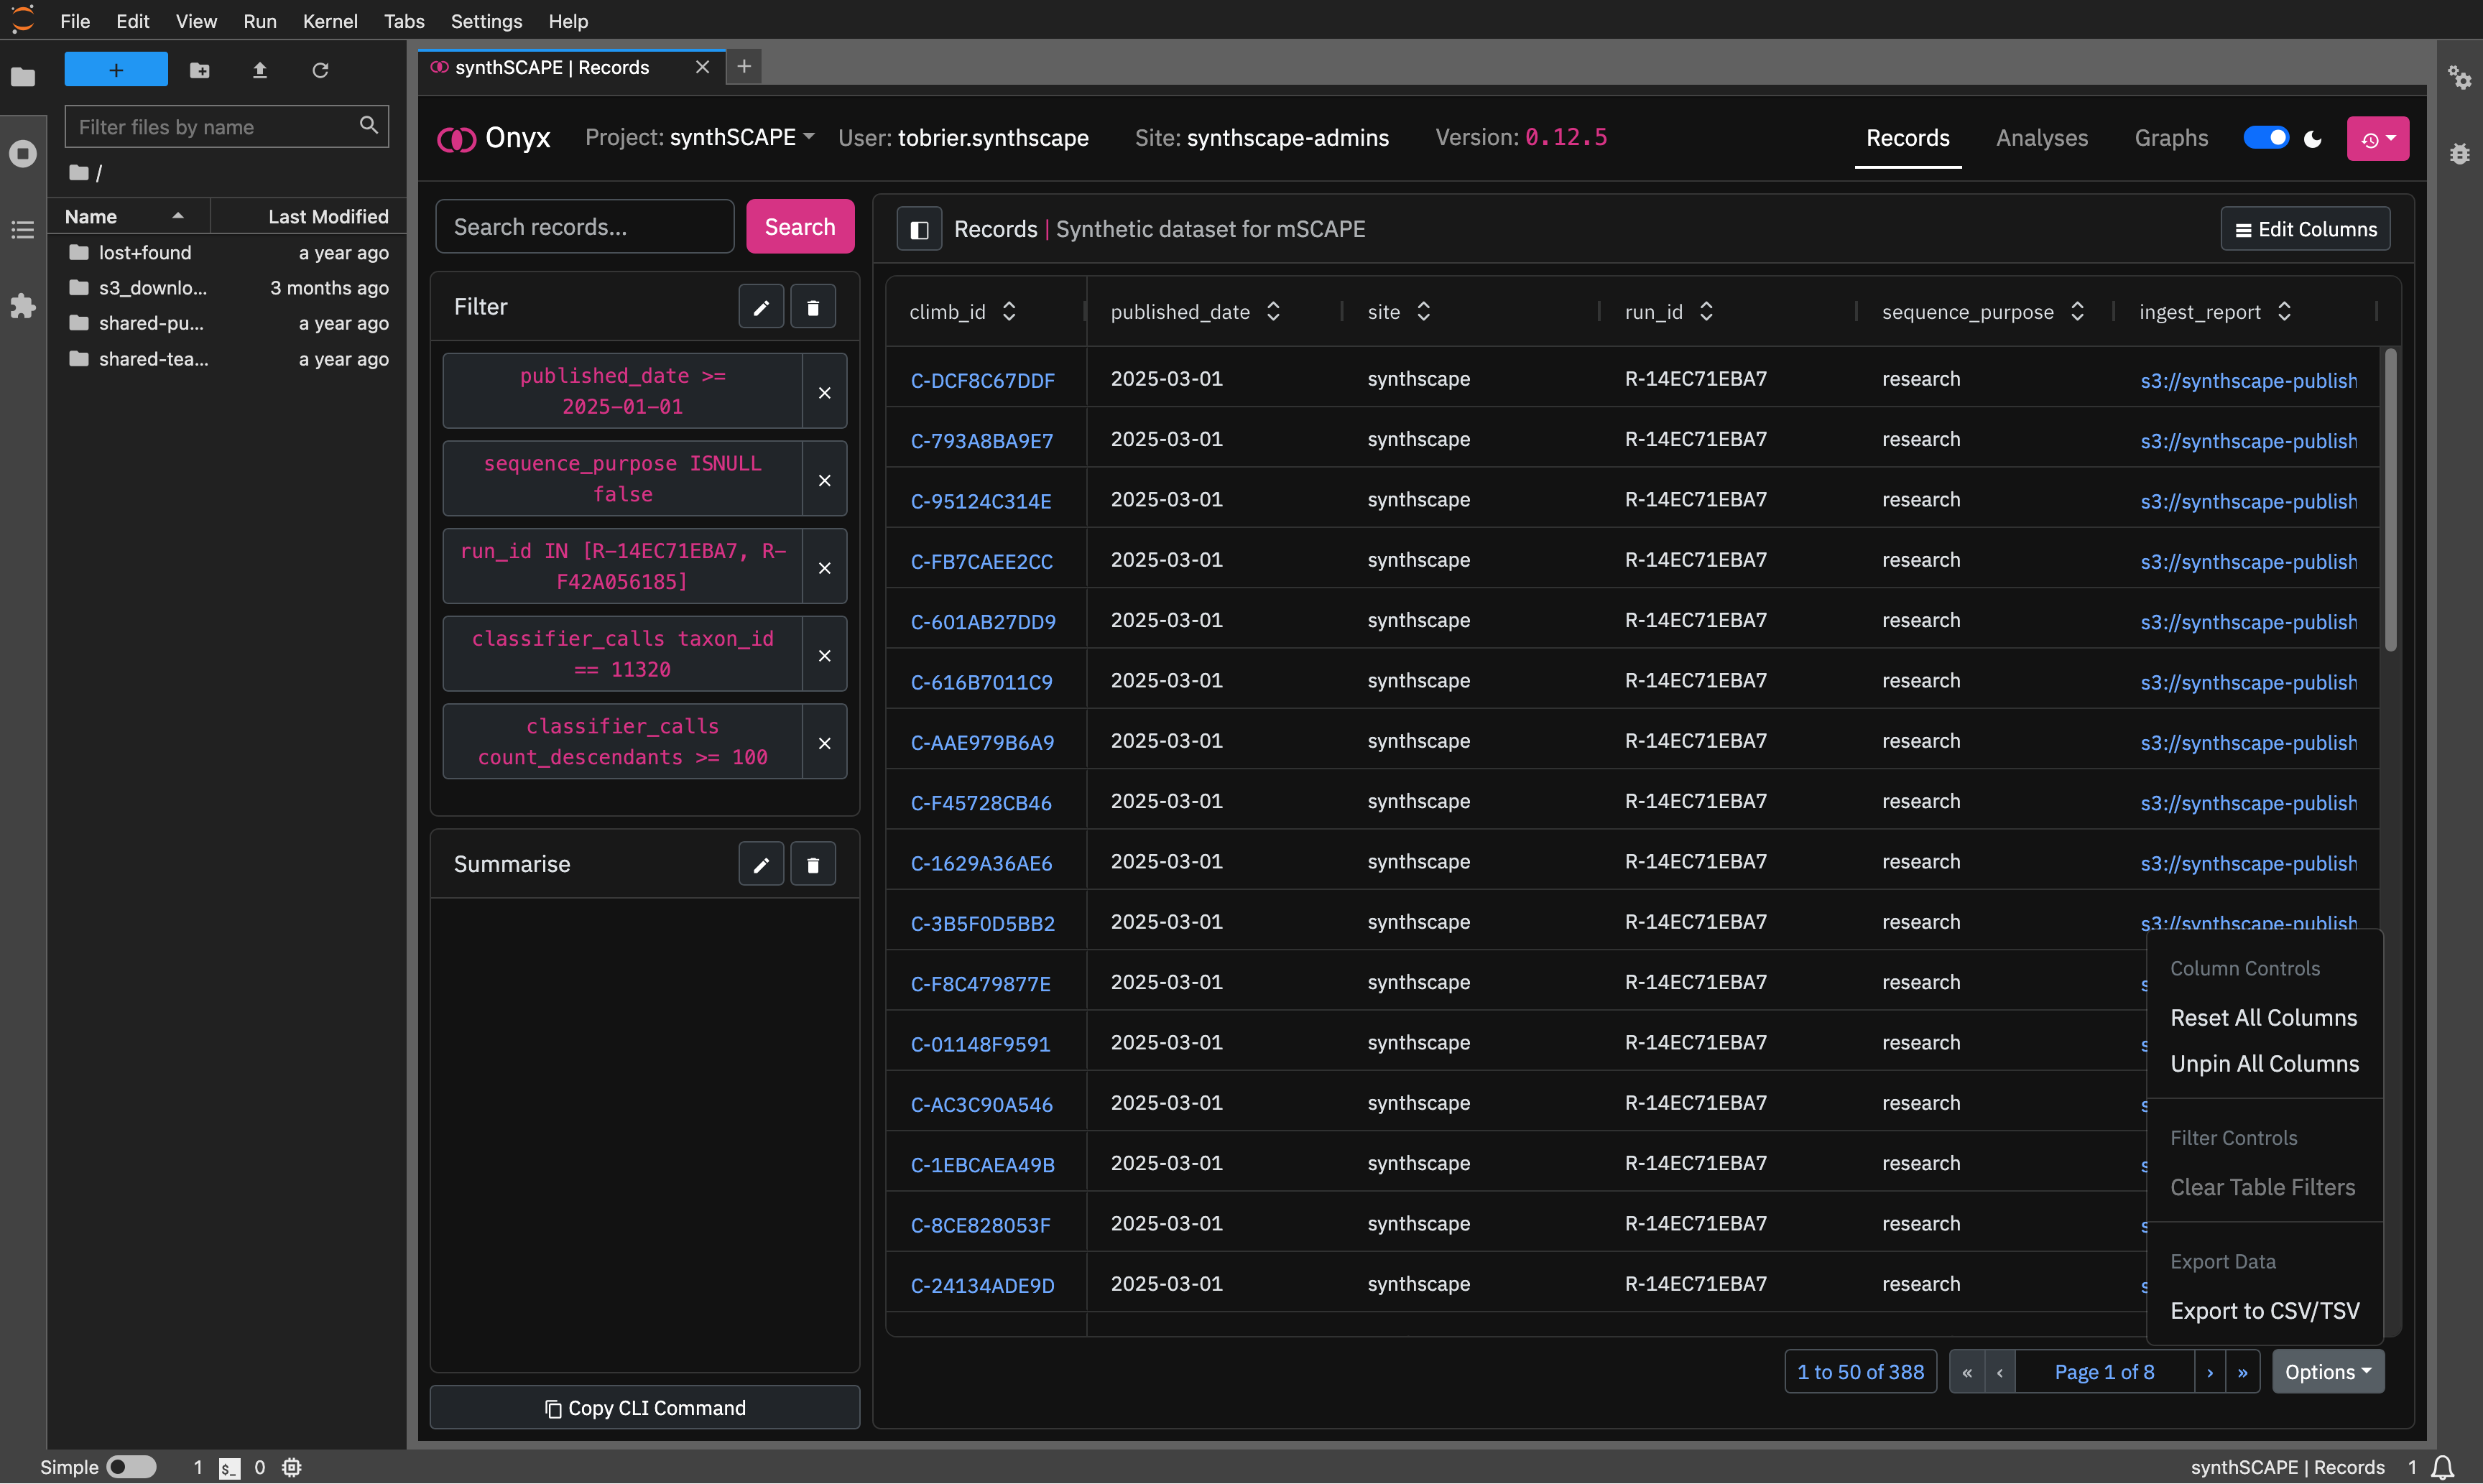 File Edit View Run Kernel Tabs Settings Help
synthSCAPE | Records
Filter files by name
/
Name Last Modified
lost+found a year ago
s3_downlo... 3 months ago
shared-pu... a year ago
shared-tea... a year ago
Onyx Project: synthSCAPE User: tobrier.synthscape Site: synthscape-admins Version: 0.12.5 Records Analyses Graphs
Search records... Search
Filter
published_date >=
2025-01-01
sequence_purpose ISNULL
false
run_id IN [R-14EC71EBA7, R-
F42A056185]
classifier_calls taxon_id
== 11320
classifier_calls
count_descendants >= 100
Summarise
Copy CLI Command
Records | Synthetic dataset for mSCAPE Edit Columns
climb_id published_date site run_id sequence_purpose ingest_report
C-DCF8C67DDF 2025-03-01 synthscape R-14EC71EBA7 research s3://synthscape-publish
C-793A8BA9E7 2025-03-01 synthscape R-14EC71EBA7 research s3://synthscape-publish
C-95124C314E 2025-03-01 synthscape R-14EC71EBA7 research s3://synthscape-publish
C-FB7CAEE2CC 2025-03-01 synthscape R-14EC71EBA7 research s3://synthscape-publish
C-601AB27DD9 2025-03-01 synthscape R-14EC71EBA7 research s3://synthscape-publish
C-616B7011C9 2025-03-01 synthscape R-14EC71EBA7 research s3://synthscape-publish
C-AAE979B6A9 2025-03-01 synthscape R-14EC71EBA7 research s3://synthscape-publish
C-F45728CB46 2025-03-01 synthscape R-14EC71EBA7 research s3://synthscape-publish
C-1629A36AE6 2025-03-01 synthscape R-14EC71EBA7 research s3://synthscape-publish
C-3B5F0D5BB2 2025-03-01 synthscape R-14EC71EBA7 research s3://synthscape-publish
C-F8C479877E 2025-03-01 synthscape R-14EC71EBA7 research s
C-01148F9591 2025-03-01 synthscape R-14EC71EBA7 research s
C-AC3C90A546 2025-03-01 synthscape R-14EC71EBA7 research s
C-1EBCAEA49B 2025-03-01 synthscape R-14EC71EBA7 research s
C-8CE828053F 2025-03-01 synthscape R-14EC71EBA7 research s
C-24134ADE9D 2025-03-01 synthscape R-14EC71EBA7 research s
Column Controls
Reset All Columns
Unpin All Columns
Filter Controls
Clear Table Filters
Export Data
Export to CSV/TSV
1 to 50 of 388 « ‹ Page 1 of 8 › » Options
Simple 1 $_ 0 synthSCAPE | Records 1